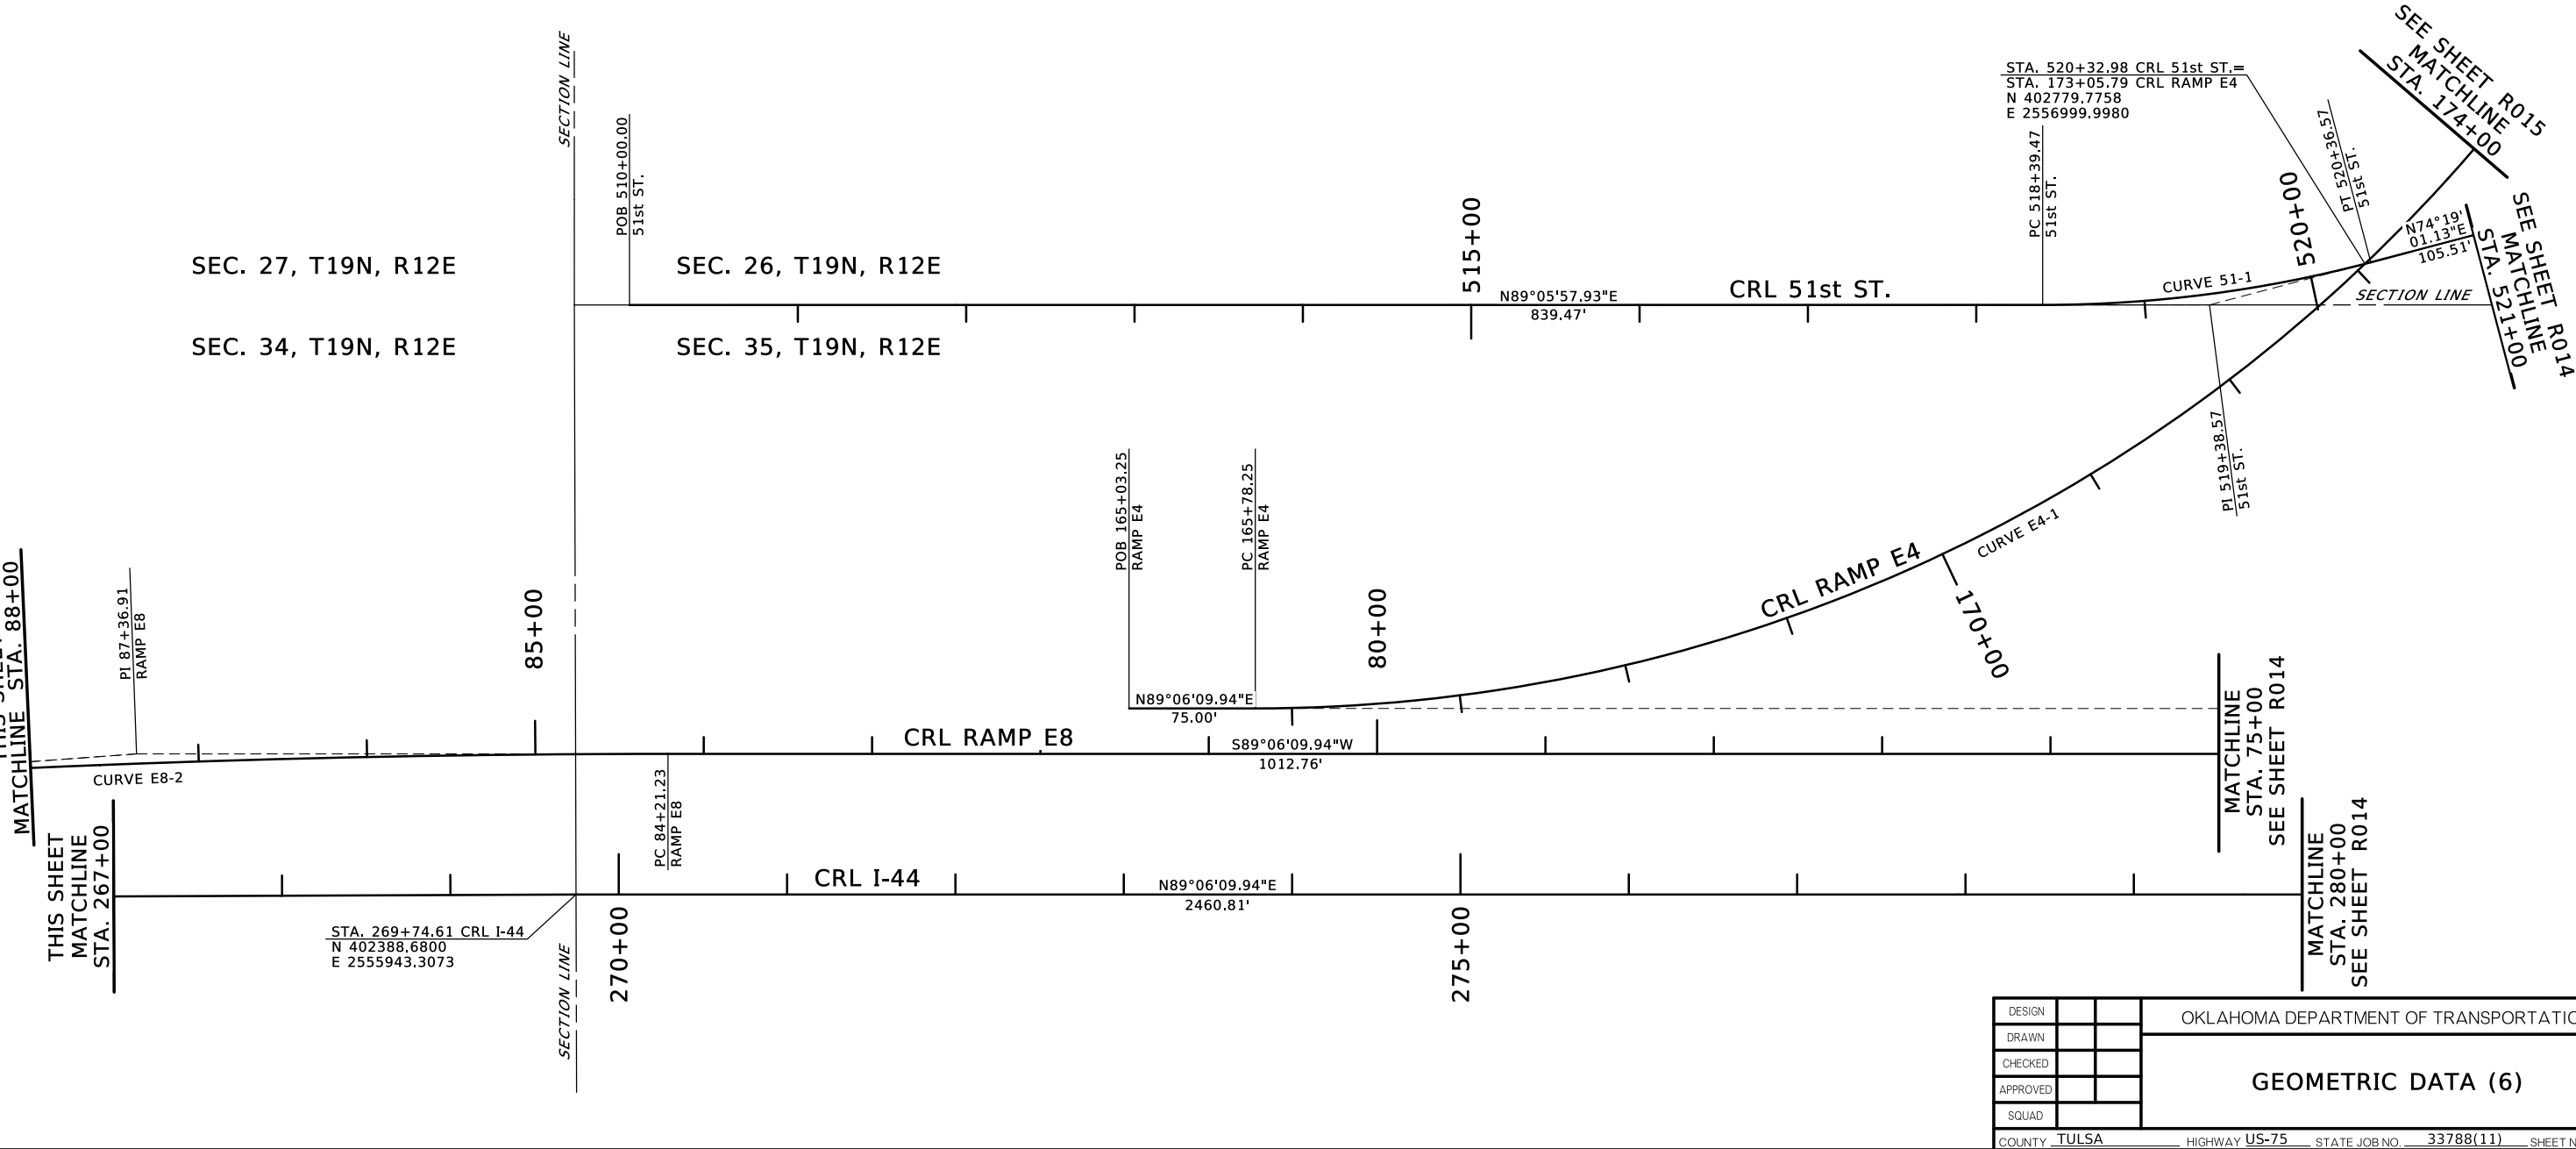 SECTION LINE
POB 510+00.00
51st ST.
SEC. 27, T19N, R12E
SEC. 26, T19N, R12E
SEC. 34, T19N, R12E
SEC. 35, T19N, R12E
515+00
N89°05'57.93"E
839.47'
CRL 51st ST.
STA. 520+32.98 CRL 51st ST.=
STA. 173+05.79 CRL RAMP E4
N 402779.7758
E 2556999.9980
PC 518+39.47
51st ST.
CURVE 51-1
520+00
PT 520+36.57
51st ST.
N74°19'
01.13"E
105.51'
SECTION LINE
SEE SHEET R015
MATCHLINE
STA. 174+00
SEE SHEET R014
MATCHLINE
STA. 521+00
PI 519+38.57
51st ST.
POB 165+03.25
RAMP E4
PC 165+78.25
RAMP E4
CRL RAMP E4
CURVE E4-1
170+00
N89°06'09.94"E
75.00'
MATCHLINE STA. 88+00
PI 87+36.91
RAMP E8
85+00
80+00
CRL RAMP E8
S89°06'09.94"W
1012.76'
CURVE E8-2
PC 84+21.23
RAMP E8
MATCHLINE
STA. 75+00
SEE SHEET R014
THIS SHEET
MATCHLINE
STA. 267+00
CRL I-44
N89°06'09.94"E
2460.81'
STA. 269+74.61 CRL I-44
N 402388.6800
E 2555943.3073
270+00
275+00
MATCHLINE
STA. 280+00
SEE SHEET R014
SECTION LINE
DESIGN
DRAWN
CHECKED
APPROVED
SQUAD
OKLAHOMA DEPARTMENT OF
GEOMETRIC DATA (6)
COUNTY TULSA HIGHWAY US-75 STATE JOB NO. 33788(11) SHEET